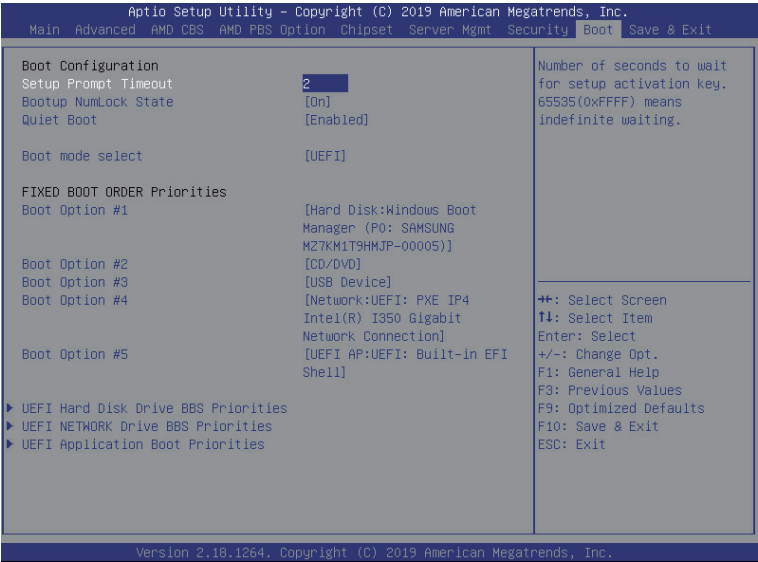 Aptio Setup Utility – Copyright (C) 2019 American Megatrends, Inc.
Main Advanced AMD CBS AMD PBS Option Chipset Server Mgmt Security Boot Save & Exit
Boot Configuration
Setup Prompt Timeout 2
Bootup NumLock State [On]
Quiet Boot [Enabled]
Boot mode select [UEFI]
FIXED BOOT ORDER Priorities
Boot Option #1 [Hard Disk:Windows Boot
Manager (P0: SAMSUNG
MZ7KM1T9HMJP-00005)]
Boot Option #2 [CD/DVD]
Boot Option #3 [USB Device]
Boot Option #4 [Network:UEFI: PXE IP4
Intel(R) I350 Gigabit
Network Connection]
Boot Option #5 [UEFI AP:UEFI: Built-in EFI
Shell]
UEFI Hard Disk Drive BBS Priorities
UEFI NETWORK Drive BBS Priorities
UEFI Application Boot Priorities
Number of seconds to wait
for setup activation key.
65535(0xFFFF) means
indefinite waiting.
→←: Select Screen
↑↓: Select Item
Enter: Select
+/-: Change Opt.
F1: General Help
F3: Previous Values
F9: Optimized Defaults
F10: Save & Exit
ESC: Exit
Version 2.18.1264. Copyright (C) 2019 American Megatrends, Inc.